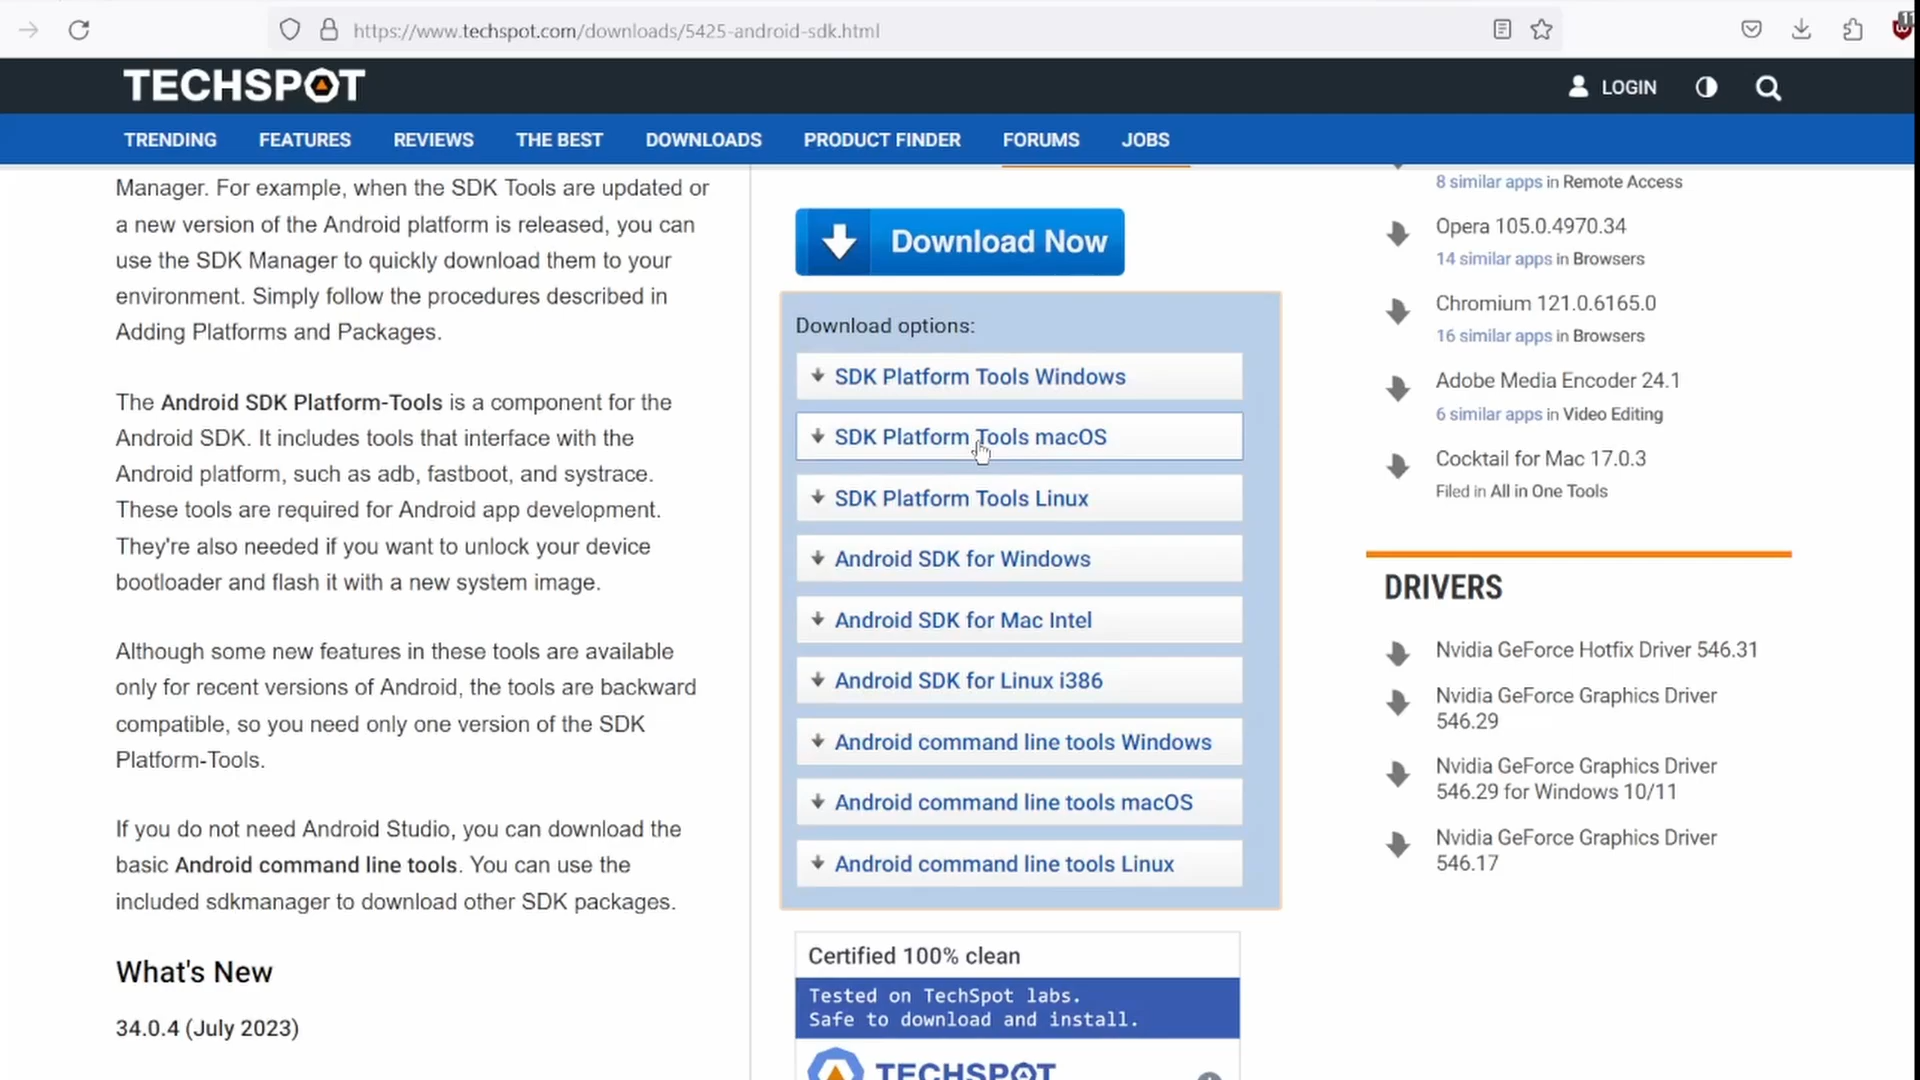 https://www.techspot.com/downloads/5425-android-sdk.html
TECHSPOT
LOGIN
TRENDING FEATURES REVIEWS THE BEST DOWNLOADS PRODUCT FINDER FORUMS JOBS
Manager. For example, when the SDK Tools are updated or
a new version of the Android platform is released, you can
use the SDK Manager to quickly download them to your
environment. Simply follow the procedures described in
Adding Platforms and Packages.
The Android SDK Platform-Tools is a component for the
Android SDK. It includes tools that interface with the
Android platform, such as adb, fastboot, and systrace.
These tools are required for Android app development.
They're also needed if you want to unlock your device
bootloader and flash it with a new system image.
Although some new features in these tools are available
only for recent versions of Android, the tools are backward
compatible, so you need only one version of the SDK
Platform-Tools.
If you do not need Android Studio, you can download the
basic Android command line tools. You can use the
included sdkmanager to download other SDK packages.
What's New
34.0.4 (July 2023)
Download Now
Download options:
SDK Platform Tools Windows
SDK Platform Tools macOS
SDK Platform Tools Linux
Android SDK for Windows
Android SDK for Mac Intel
Android SDK for Linux i386
Android command line tools Windows
Android command line tools macOS
Android command line tools Linux
Certified 100% clean
Tested on TechSpot labs.
Safe to download and install.
TECHSPOT
8 similar apps in Remote Access
Opera 105.0.4970.34
14 similar apps in Browsers
Chromium 121.0.6165.0
16 similar apps in Browsers
Adobe Media Encoder 24.1
6 similar apps in Video Editing
Cocktail for Mac 17.0.3
Filed in All in One Tools
DRIVERS
Nvidia GeForce Hotfix Driver 546.31
Nvidia GeForce Graphics Driver
546.29
Nvidia GeForce Graphics Driver
546.29 for Windows 10/11
Nvidia GeForce Graphics Driver
546.17